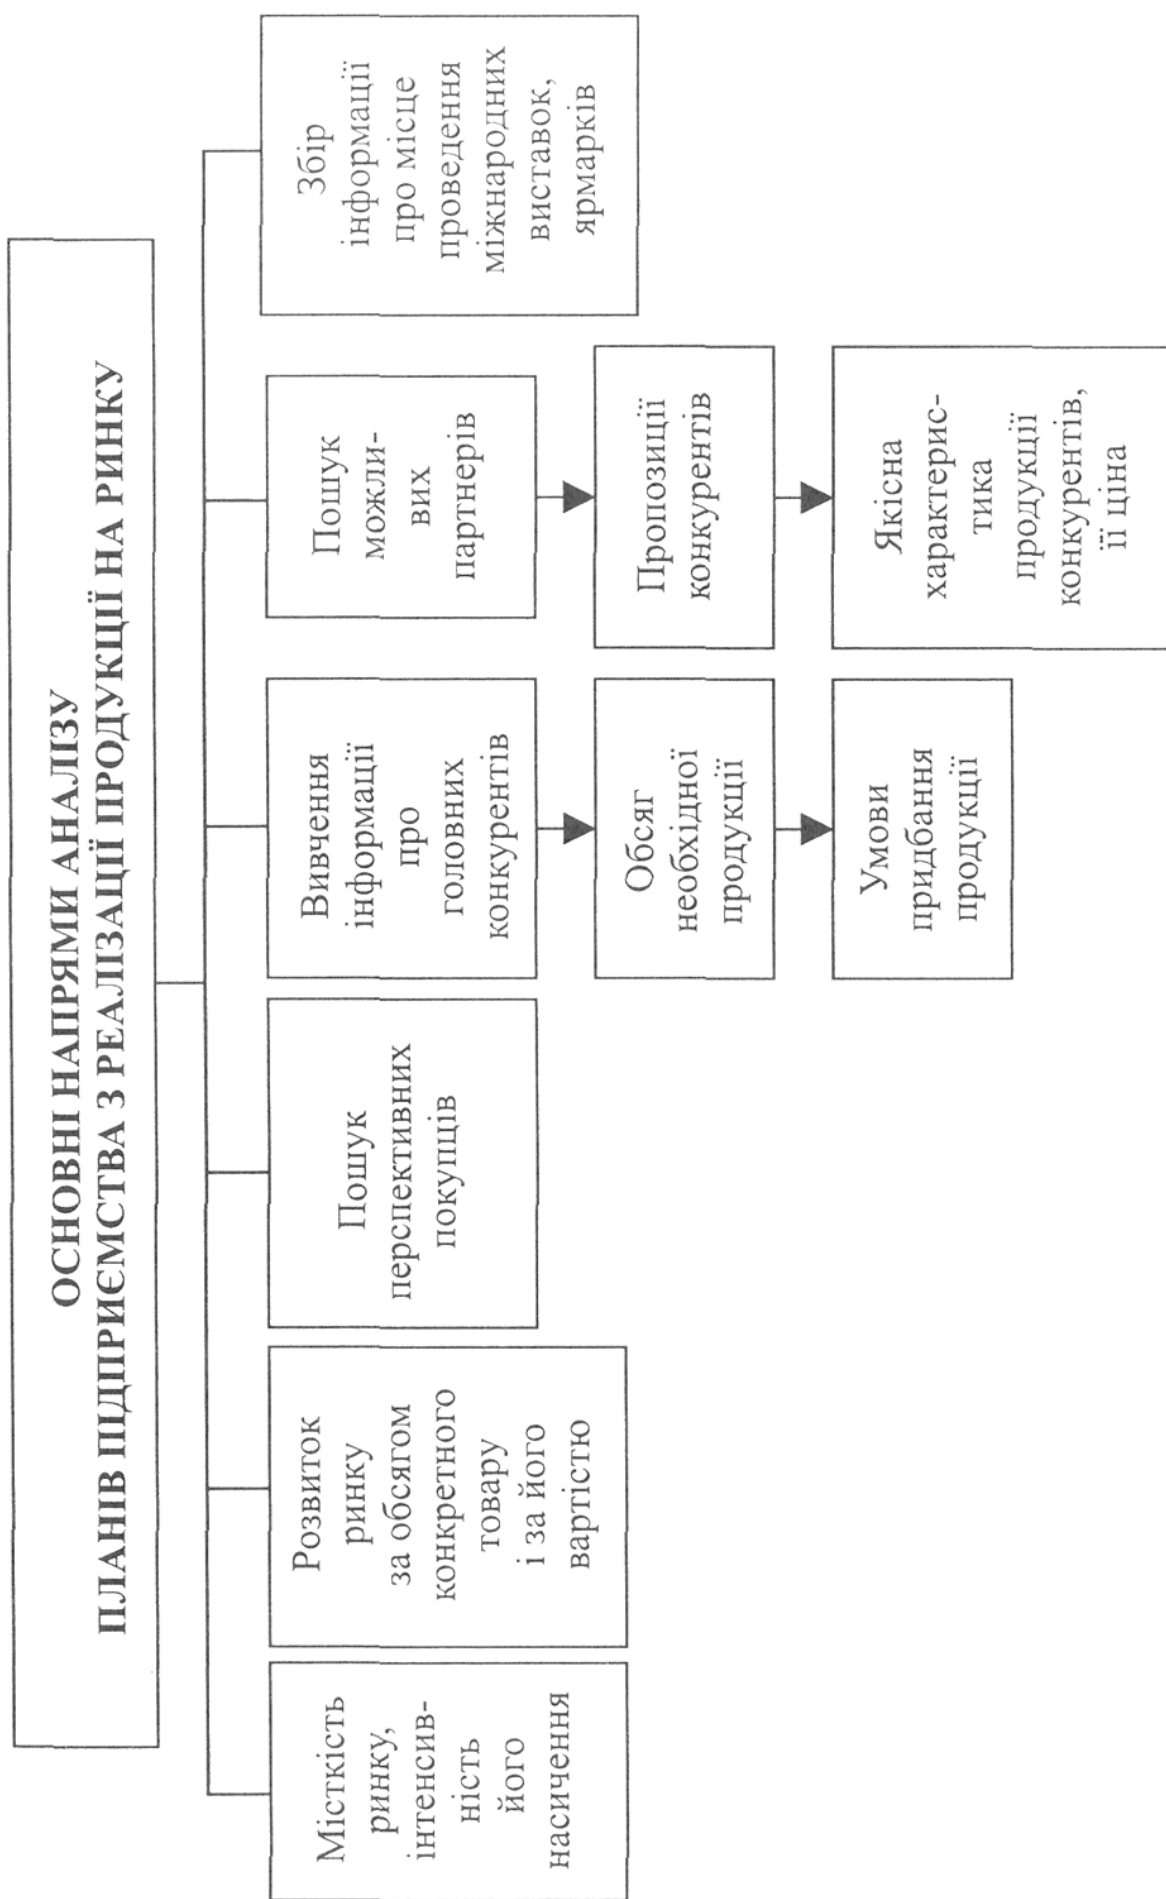 ОСНОВНІ НАПРЯМИ АНАЛІЗУ
ПЛАНІВ ПІДПРИЄМСТВА З РЕАЛІЗАЦІЇ ПРОДУКЦІЇ НА РИНКУ
Місткість
ринку,
інтенсив-
ність
його
насичення
Розвиток
ринку
за обсягом
конкретного
товару
і за його
вартістю
Пошук
перспективних
покупців
Вивчення
інформації
про
головних
конкурентів
Пошук
можли-
вих
партнерів
Збір
інформації
про місце
проведення
міжнародних
виставок,
ярмарків
Обсяг
необхідної
продукції
Пропозиції
конкурентів
Умови
придбання
продукції
Якісна
характерис-
тика
продукції
конкурентів,
її ціна